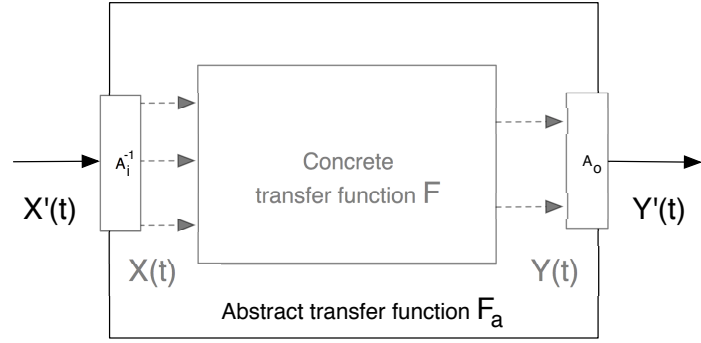 Concrete
transfer function F
A_i^-1
A_o
X'(t)
Y'(t)
X(t)
Y(t)
Abstract transfer function F_a